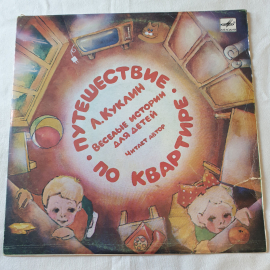 ПУТЕШЕСТВИЕ
ПО КВАРТИРЕ
Л. КУКЛИН
ВЕСЕЛЫЕ ИСТОРИИ
ДЛЯ ДЕТЕЙ
ЧИТАЕТ АВТОР